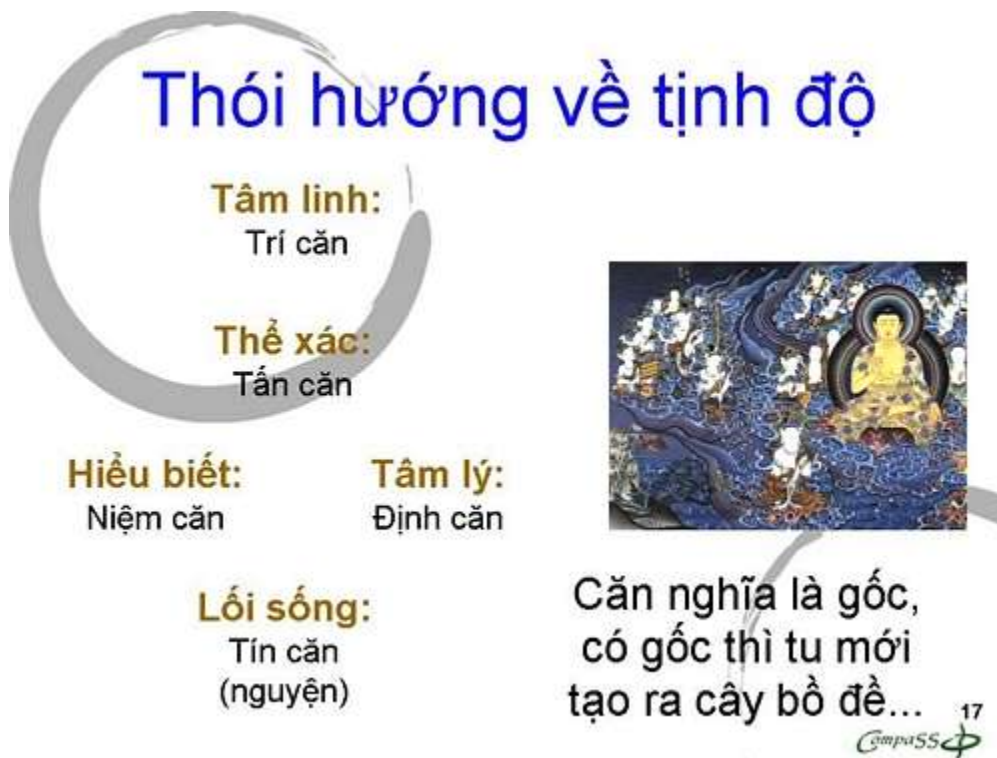 Thói hướng về tịnh độ
Tâm linh:
Trí căn
Thể xác:
Tấn căn
Hiểu biết:
Niệm căn
Tâm lý:
Định căn
Lối sống:
Tín căn
(nguyện)
Căn nghĩa là gốc,
có gốc thì tu mới
tạo ra cây bồ đề...
17
CompaSS